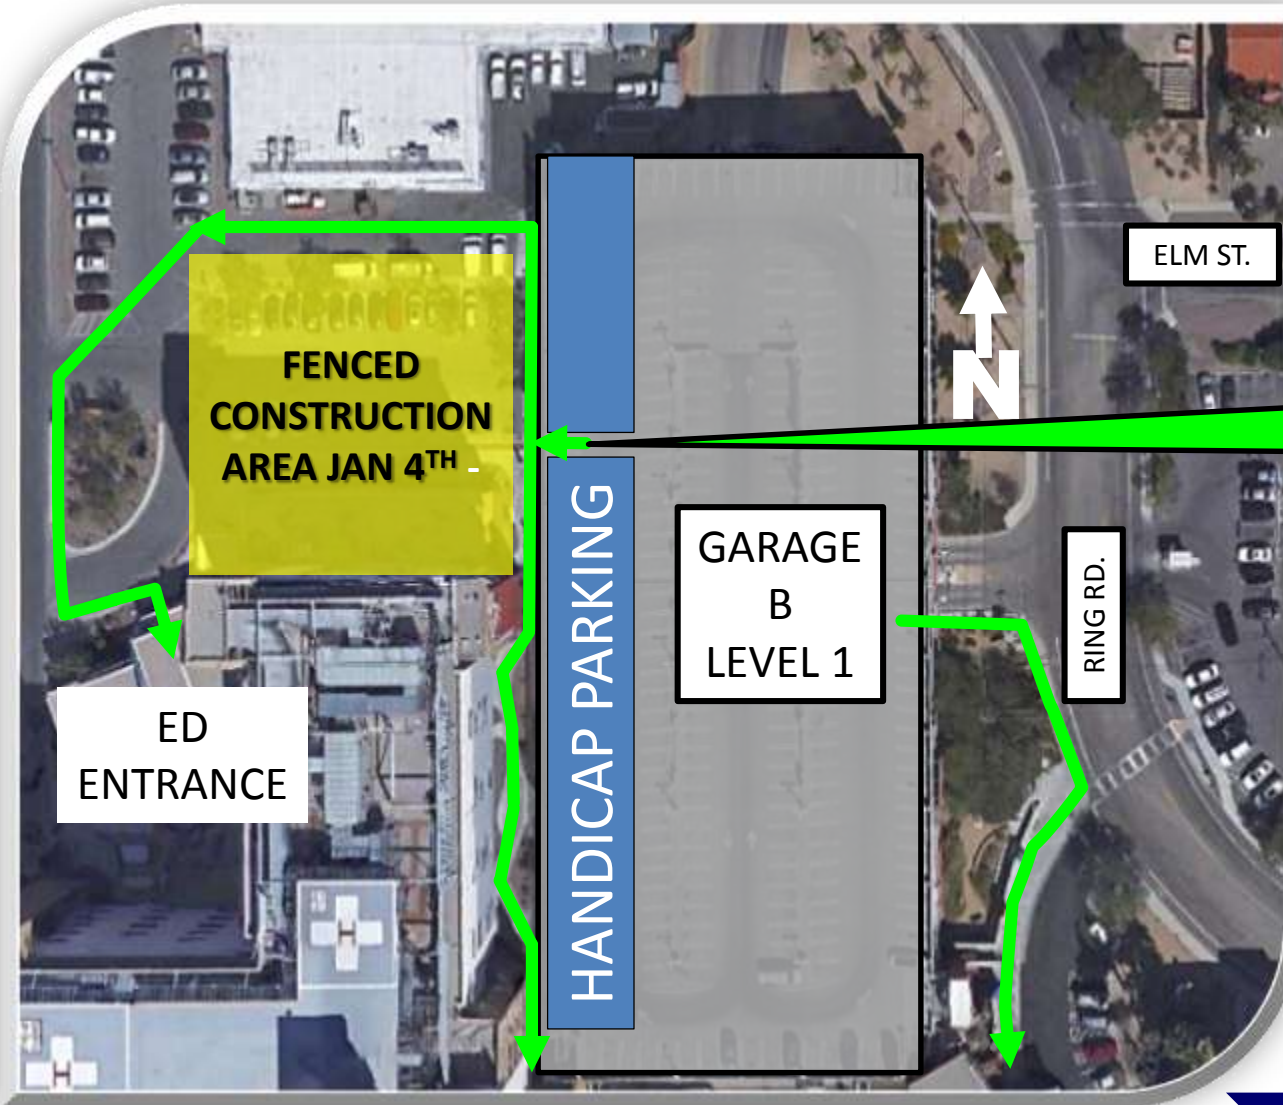 ELM ST.
N
FENCED
CONSTRUCTION
AREA JAN 4TH -
HANDICAP PARKING
GARAGE
B
LEVEL 1
RING RD.
ED
ENTRANCE
H
H